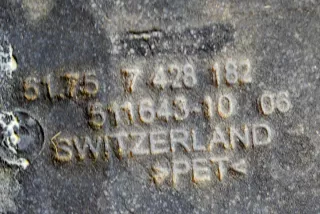 51.75 7 428 182
511643-10 06
SWITZERLAND
>PET<